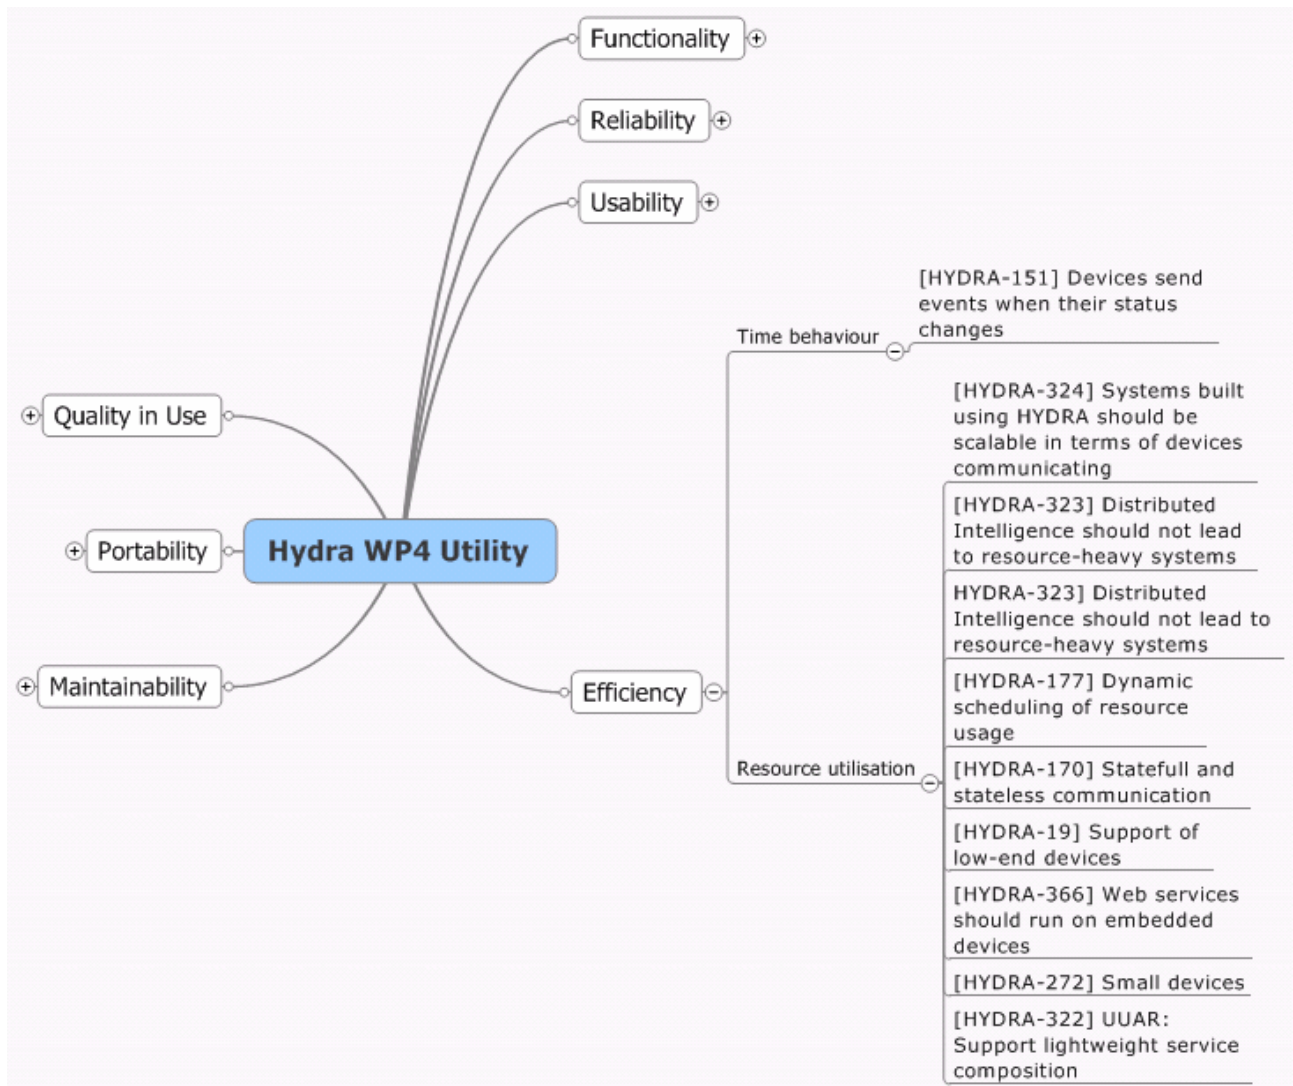 Functionality
Reliability
Usability
[HYDRA-151] Devices send
events when their status
changes
Time behaviour
[HYDRA-324] Systems built
using HYDRA should be
scalable in terms of devices
communicating
Quality in Use
[HYDRA-323] Distributed
Intelligence should not lead
to resource-heavy systems
Portability
Hydra WP4 Utility
HYDRA-323] Distributed
Intelligence should not lead to
resource-heavy systems
Maintainability
Efficiency
[HYDRA-177] Dynamic
scheduling of resource
usage
Resource utilisation
[HYDRA-170] Statefull and
stateless communication
[HYDRA-19] Support of
low-end devices
[HYDRA-366] Web services
should run on embedded
devices
[HYDRA-272] Small devices
[HYDRA-322] UUAR:
Support lightweight service
composition